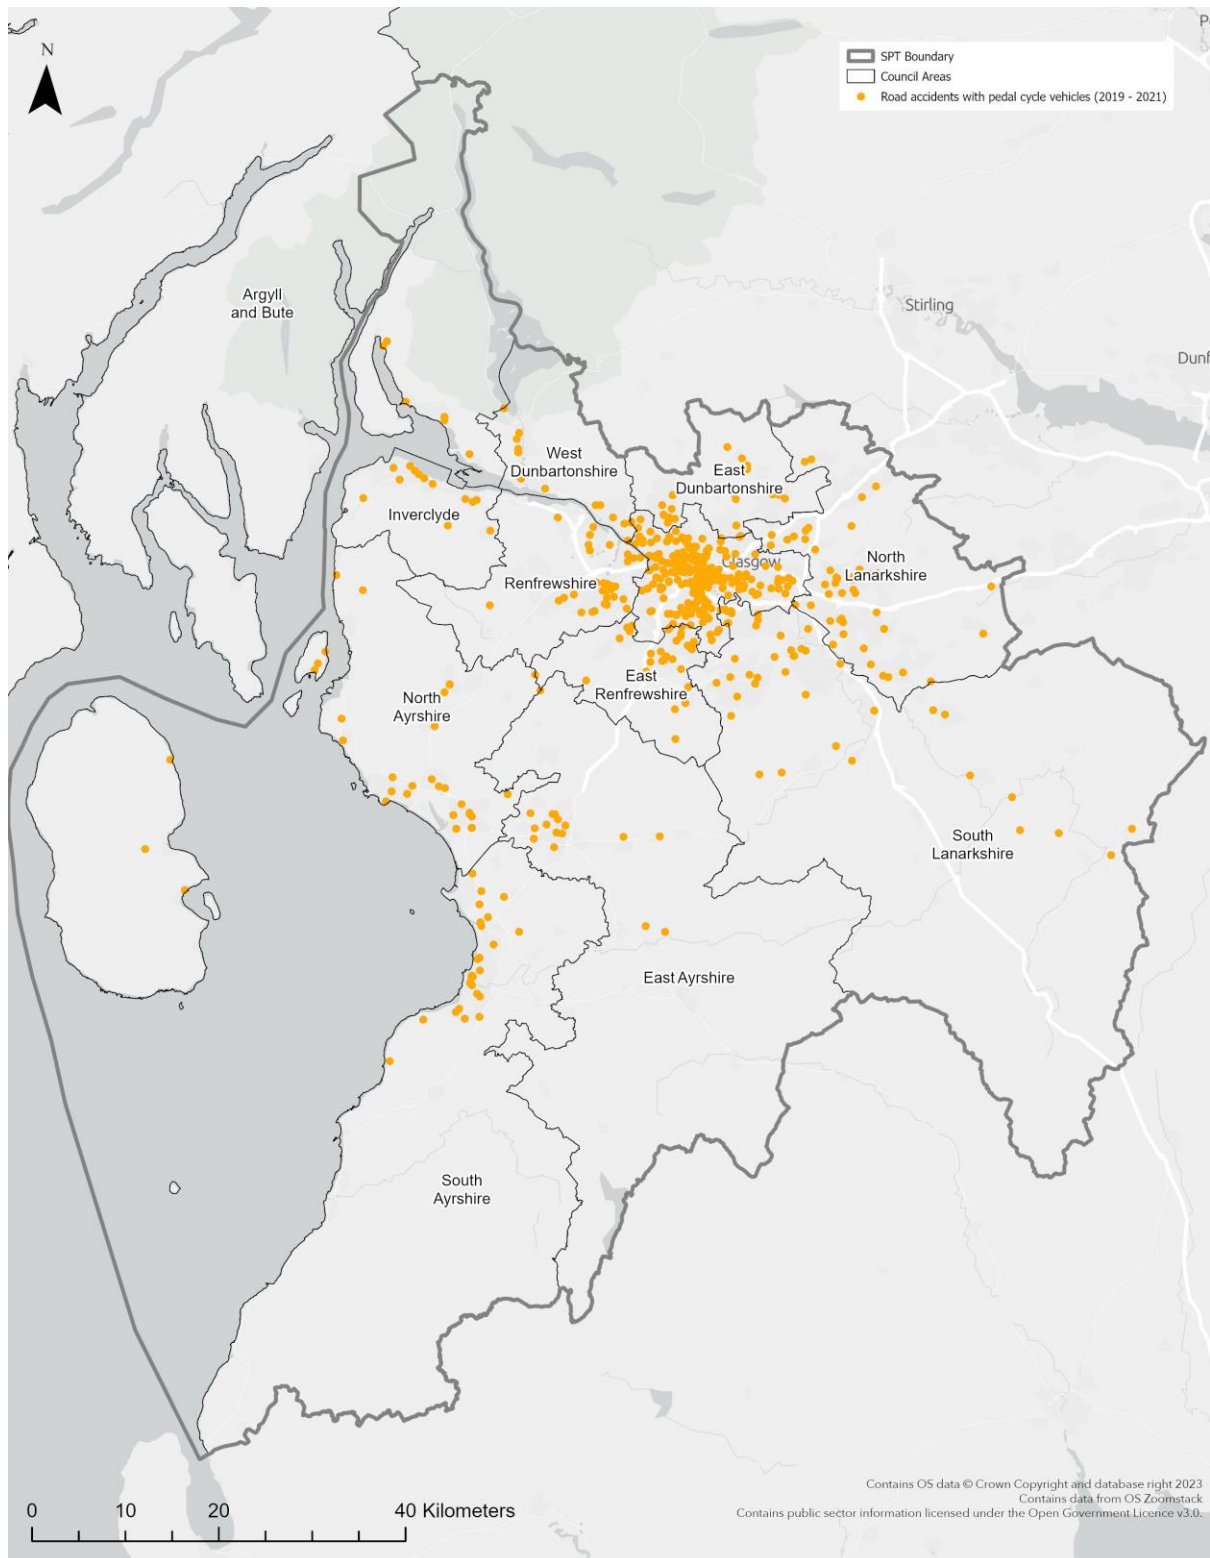 N
SPT Boundary
Council Areas
Road accidents with pedal cycle vehicles (2019 - 2021)
Stirling
Argyll
and Bute
West
Dunbartonshire
East
Dunbartonshire
Inverclyde
Glasgow
North
Lanarkshire
Renfrewshire
East
Renfrewshire
North
Ayrshire
South
Lanarkshire
East Ayrshire
South
Ayrshire
Contains OS data © Crown Copyright and database right 2023
Contains data from OS Zoomstack
Contains public sector information licensed under the Open Government Licence v3.0.
0 10 20 40 Kilometers